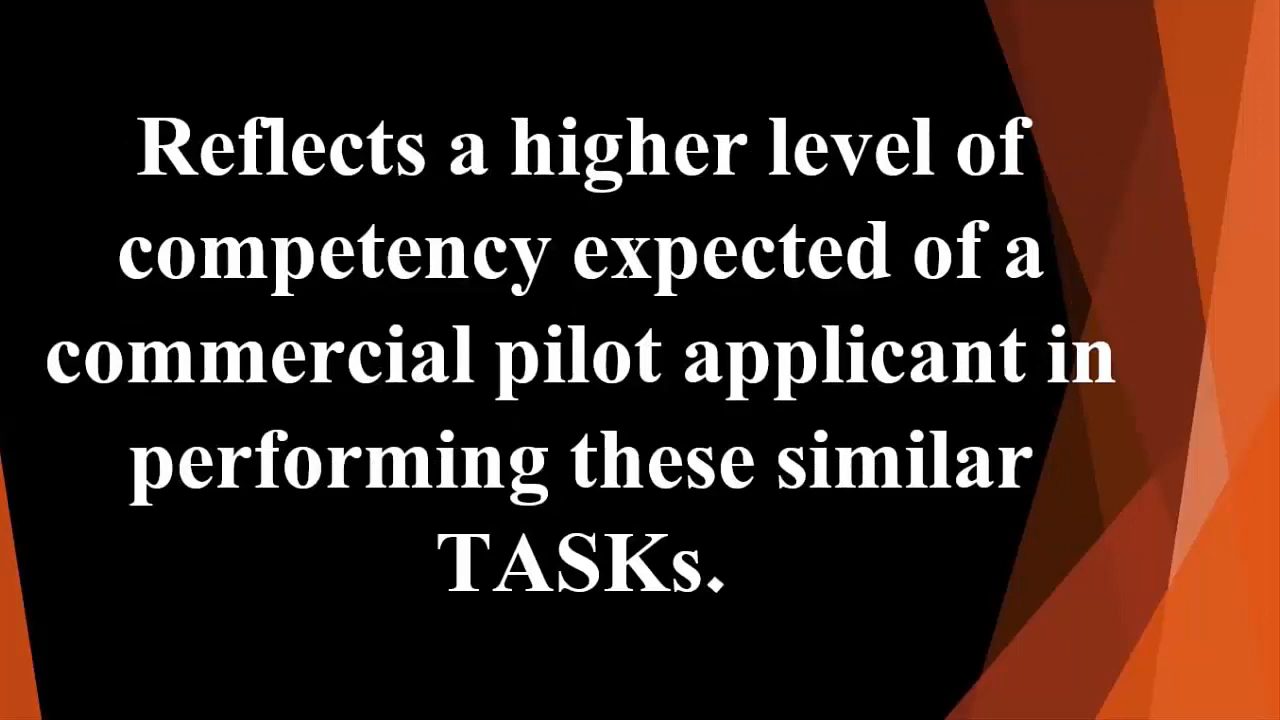 Reflects a higher level of
competency expected of a
commercial pilot applicant in
performing these similar
TASKs.